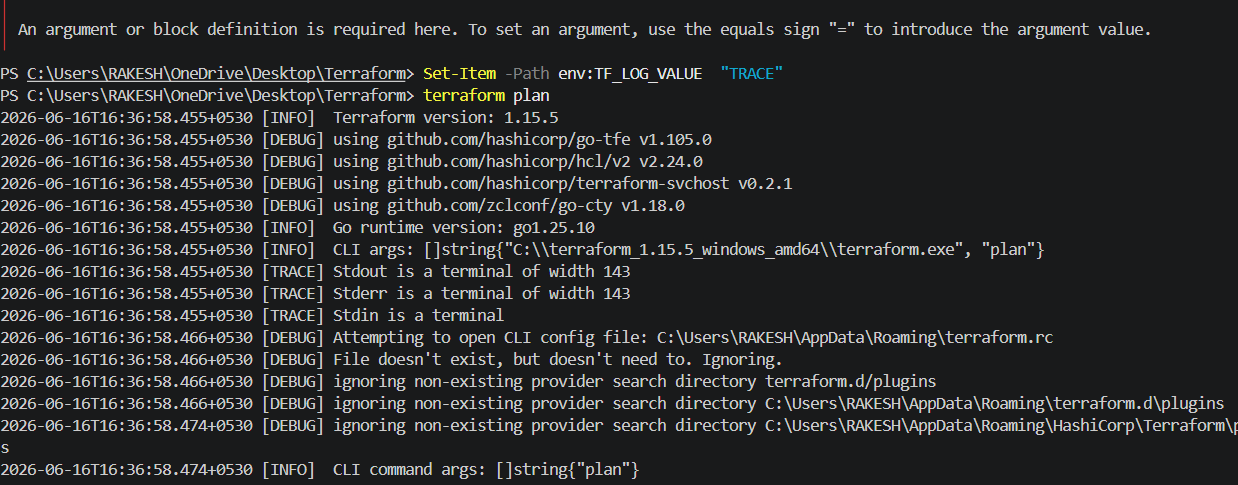 An argument or block definition is required here. To set an argument, use the equals sign "=" to introduce the argument value.
PS C:\Users\RAKESH\OneDrive\Desktop\Terraform> Set-Item -Path env:TF_LOG_VALUE  "TRACE"
PS C:\Users\RAKESH\OneDrive\Desktop\Terraform> terraform plan
2026-06-16T16:36:58.455+0530 [INFO]  Terraform version: 1.15.5
2026-06-16T16:36:58.455+0530 [DEBUG] using github.com/hashicorp/go-tfe v1.105.0
2026-06-16T16:36:58.455+0530 [DEBUG] using github.com/hashicorp/hcl/v2 v2.24.0
2026-06-16T16:36:58.455+0530 [DEBUG] using github.com/hashicorp/terraform-svchost v0.2.1
2026-06-16T16:36:58.455+0530 [DEBUG] using github.com/zclconf/go-cty v1.18.0
2026-06-16T16:36:58.455+0530 [INFO]  Go runtime version: go1.25.10
2026-06-16T16:36:58.455+0530 [INFO]  CLI args: []string{"C:\\terraform_1.15.5_windows_amd64\\terraform.exe", "plan"}
2026-06-16T16:36:58.455+0530 [TRACE] Stdout is a terminal of width 143
2026-06-16T16:36:58.455+0530 [TRACE] Stderr is a terminal of width 143
2026-06-16T16:36:58.455+0530 [TRACE] Stdin is a terminal
2026-06-16T16:36:58.466+0530 [DEBUG] Attempting to open CLI config file: C:\Users\RAKESH\AppData\Roaming\terraform.rc
2026-06-16T16:36:58.466+0530 [DEBUG] File doesn't exist, but doesn't need to. Ignoring.
2026-06-16T16:36:58.466+0530 [DEBUG] ignoring non-existing provider search directory terraform.d/plugins
2026-06-16T16:36:58.466+0530 [DEBUG] ignoring non-existing provider search directory C:\Users\RAKESH\AppData\Roaming\terraform.d\plugins
2026-06-16T16:36:58.474+0530 [DEBUG] ignoring non-existing provider search directory C:\Users\RAKESH\AppData\Roaming\HashiCorp\Terraform\p
s
2026-06-16T16:36:58.474+0530 [INFO]  CLI command args: []string{"plan"}